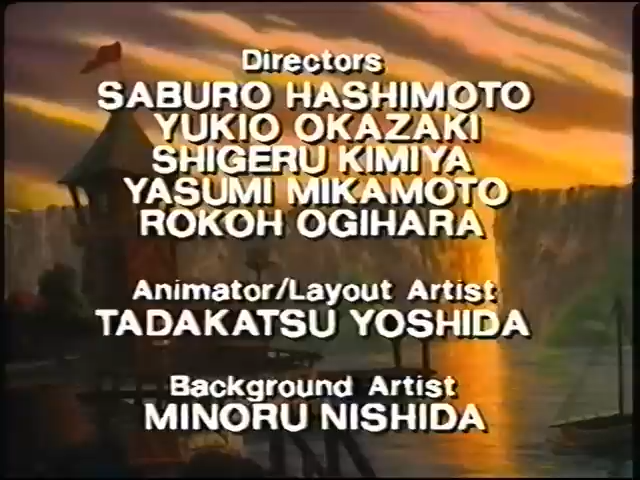 Directors
SABURO HASHIMOTO
YUKIO OKAZAKI
SHIGERU KIMIYA
YASUMI MIKAMOTO
ROKOH OGIHARA
Animator/Layout Artist
TADAKATSU YOSHIDA
Background Artist
MINORU NISHIDA